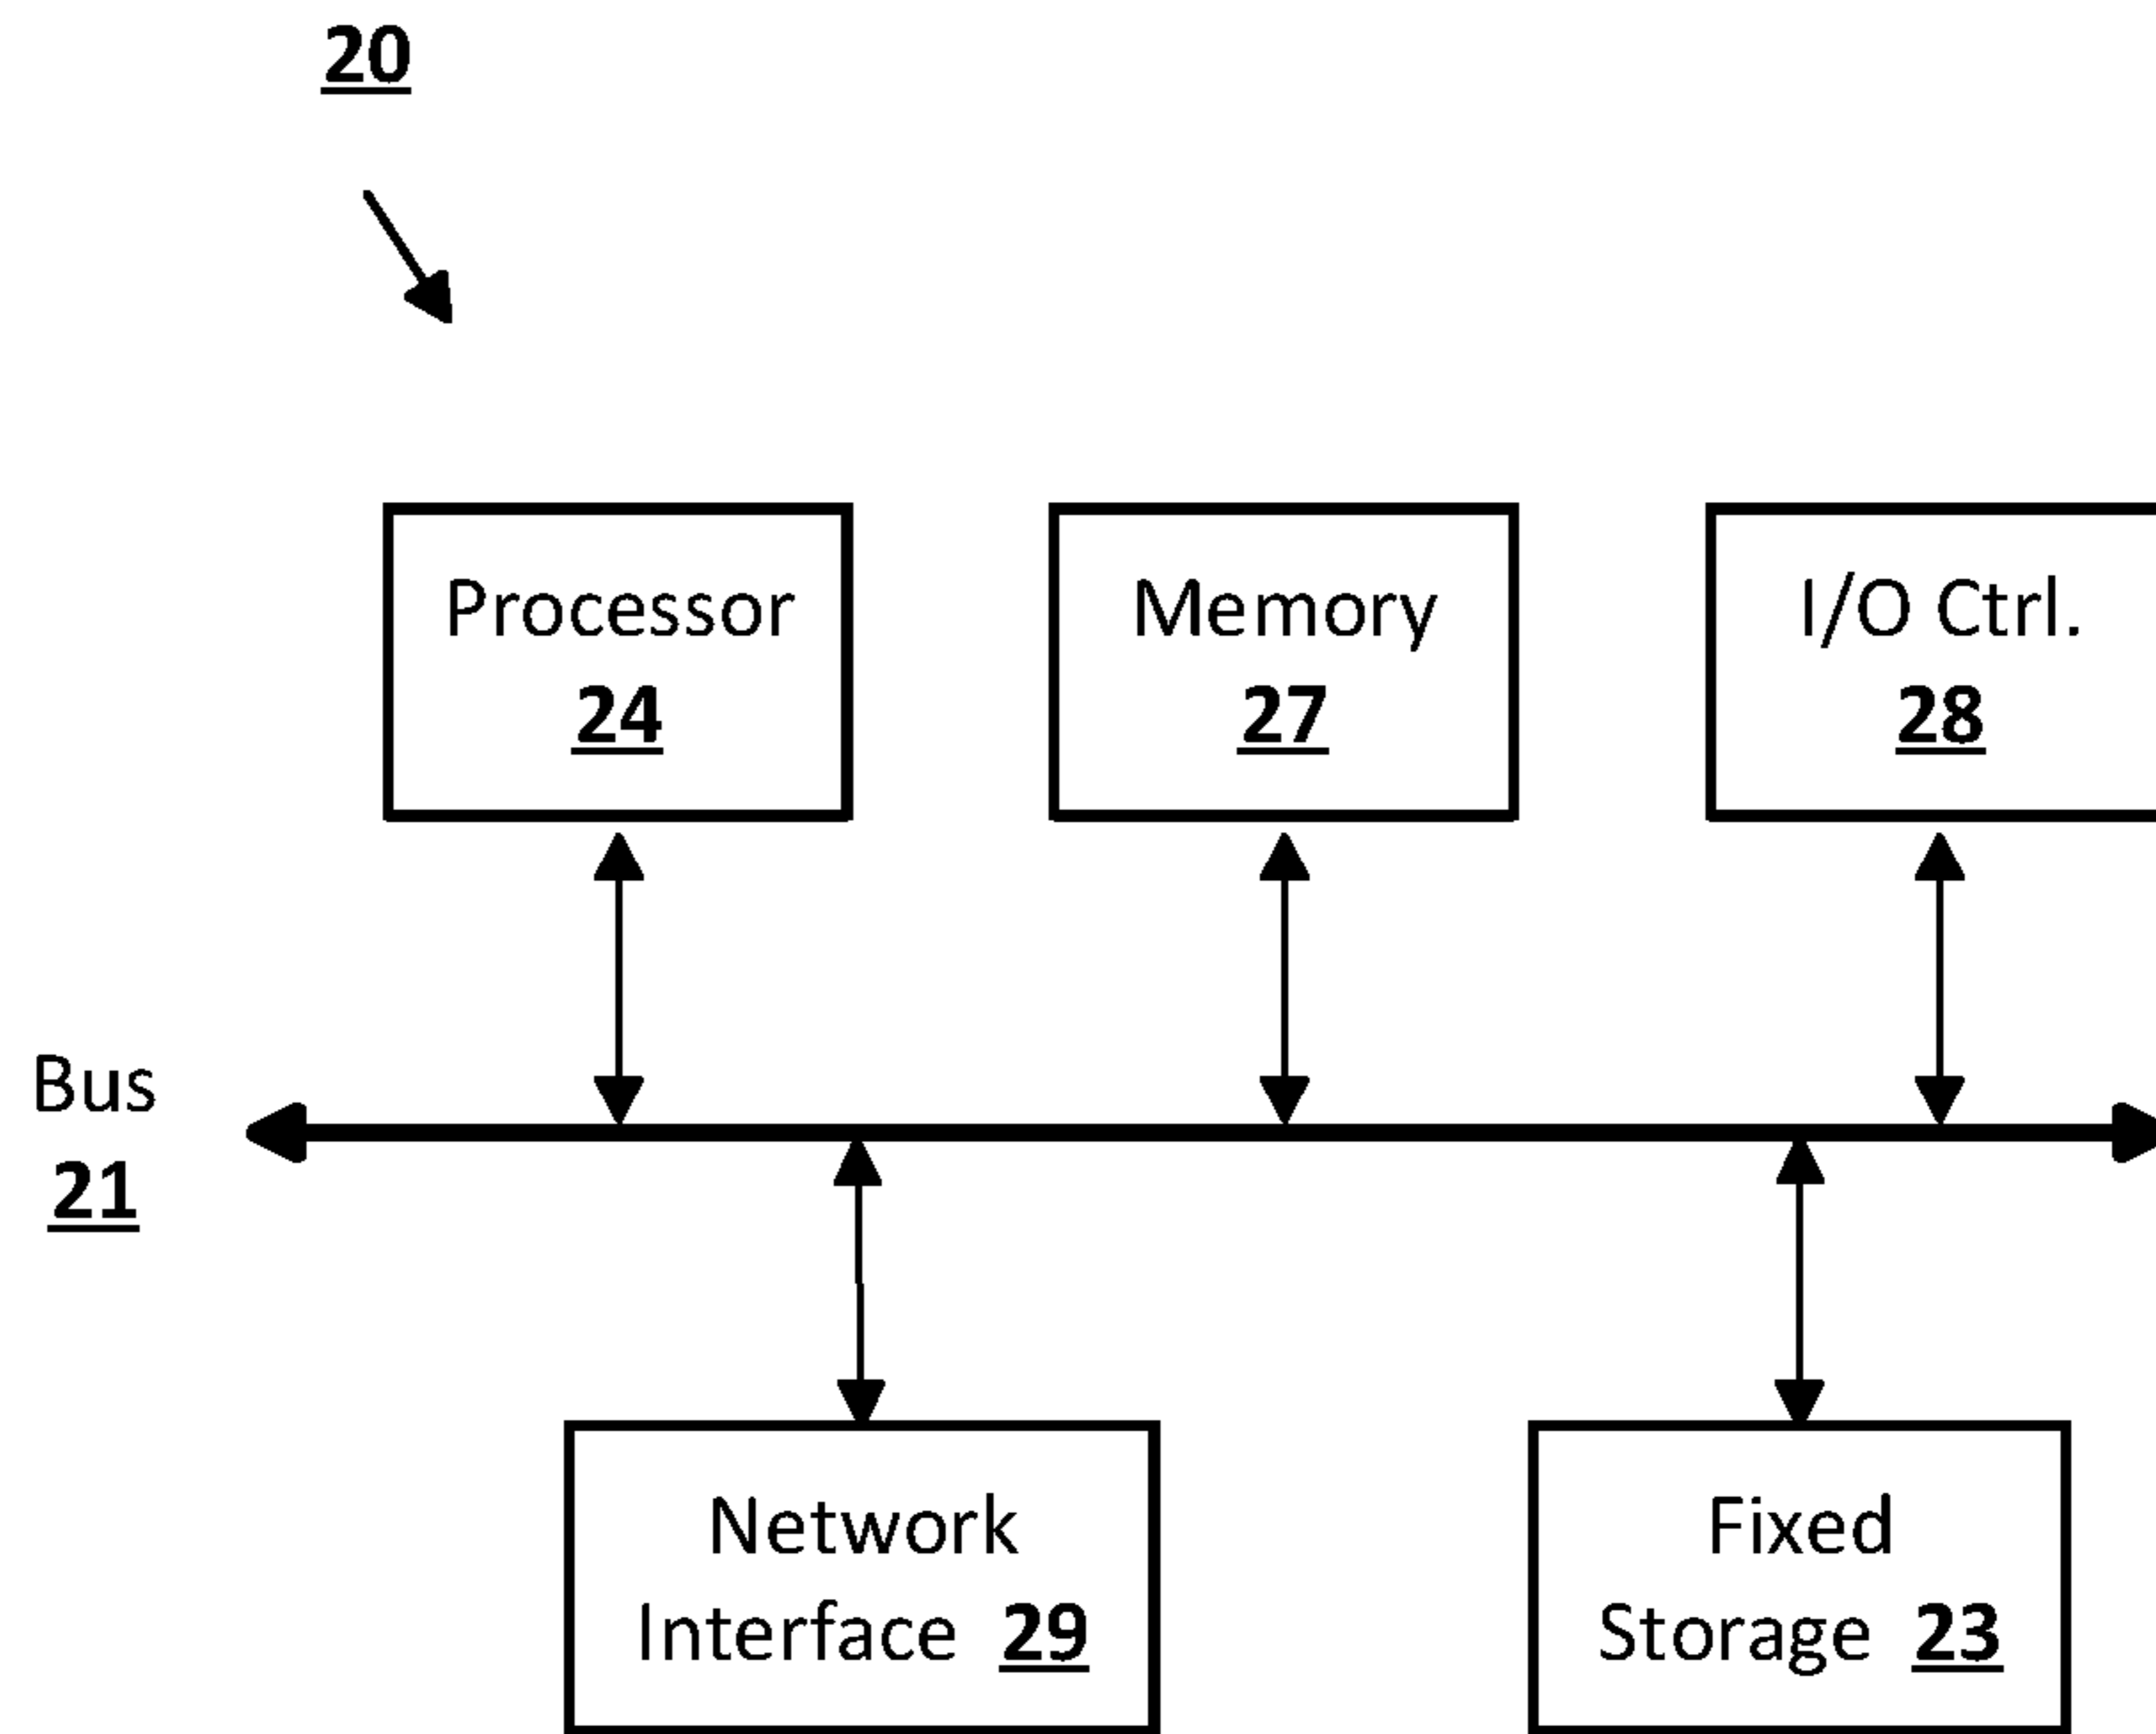 20
Processor
24
Memory
27
I/O Ctrl.
28
Bus
21
Network
Interface 29
Fixed
Storage 23